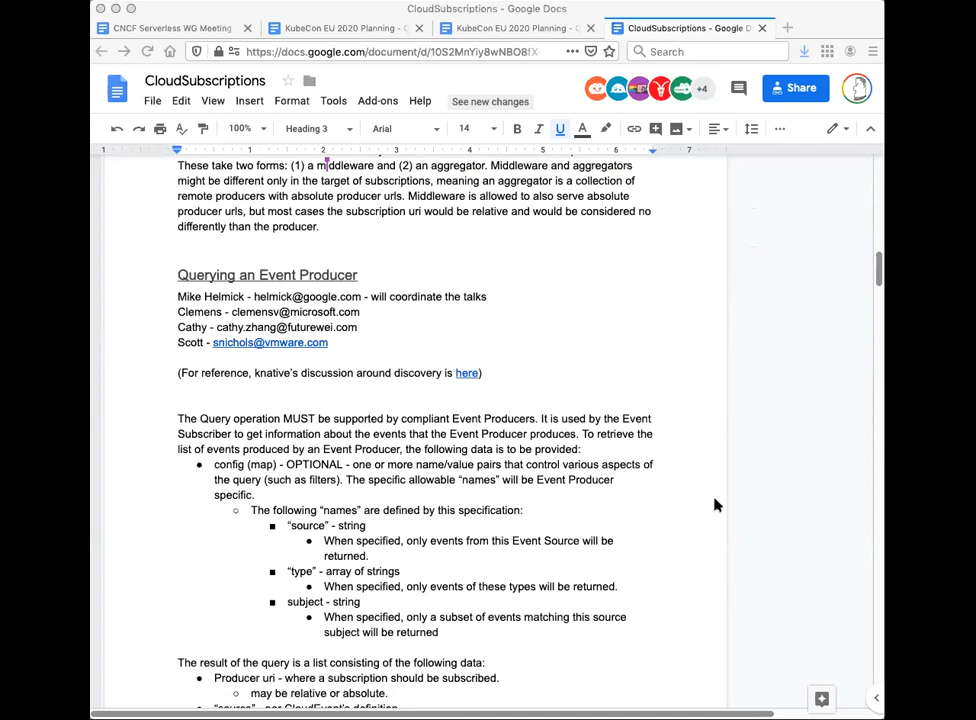 CloudSubscriptions - Google Docs
CNCF Serverless WG Meeting
KubeCon EU 2020 Planning -
KubeCon EU 2020 Planning -
CloudSubscriptions - Google D
https://docs.google.com/document/d/10S2MnYiy8wNBO8fX
Search
CloudSubscriptions
+4
Share
File Edit View Insert Format Tools Add-ons Help See new changes
100% Heading 3 Arial 14 B I U A
1 1 2 3 4 5 6 7
These take two forms: (1) a middleware and (2) an aggregator. Middleware and aggregators
might be different only in the target of subscriptions, meaning an aggregator is a collection of
remote producers with absolute producer urls. Middleware is allowed to also serve absolute
producer urls, but most cases the subscription uri would be relative and would be considered no
differently than the producer.
Querying an Event Producer
Mike Helmick - helmick@google.com - will coordinate the talks
Clemens - clemensv@microsoft.com
Cathy - cathy.zhang@futurewei.com
Scott - snichols@vmware.com
(For reference, knative's discussion around discovery is here)
The Query operation MUST be supported by compliant Event Producers. It is used by the Event
Subscriber to get information about the events that the Event Producer produces. To retrieve the
list of events produced by an Event Producer, the following data is to be provided:
● config (map) - OPTIONAL - one or more name/value pairs that control various aspects of
the query (such as filters). The specific allowable “names” will be Event Producer
specific.
○ The following “names” are defined by this specification:
■ “source” - string
● When specified, only events from this Event Source will be
returned.
■ “type” - array of strings
● When specified, only events of these types will be returned.
■ subject - string
● When specified, only a subset of events matching this source
subject will be returned
The result of the query is a list consisting of the following data:
● Producer uri - where a subscription should be subscribed.
○ may be relative or absolute.
● “source” - per CloudEvent's definition